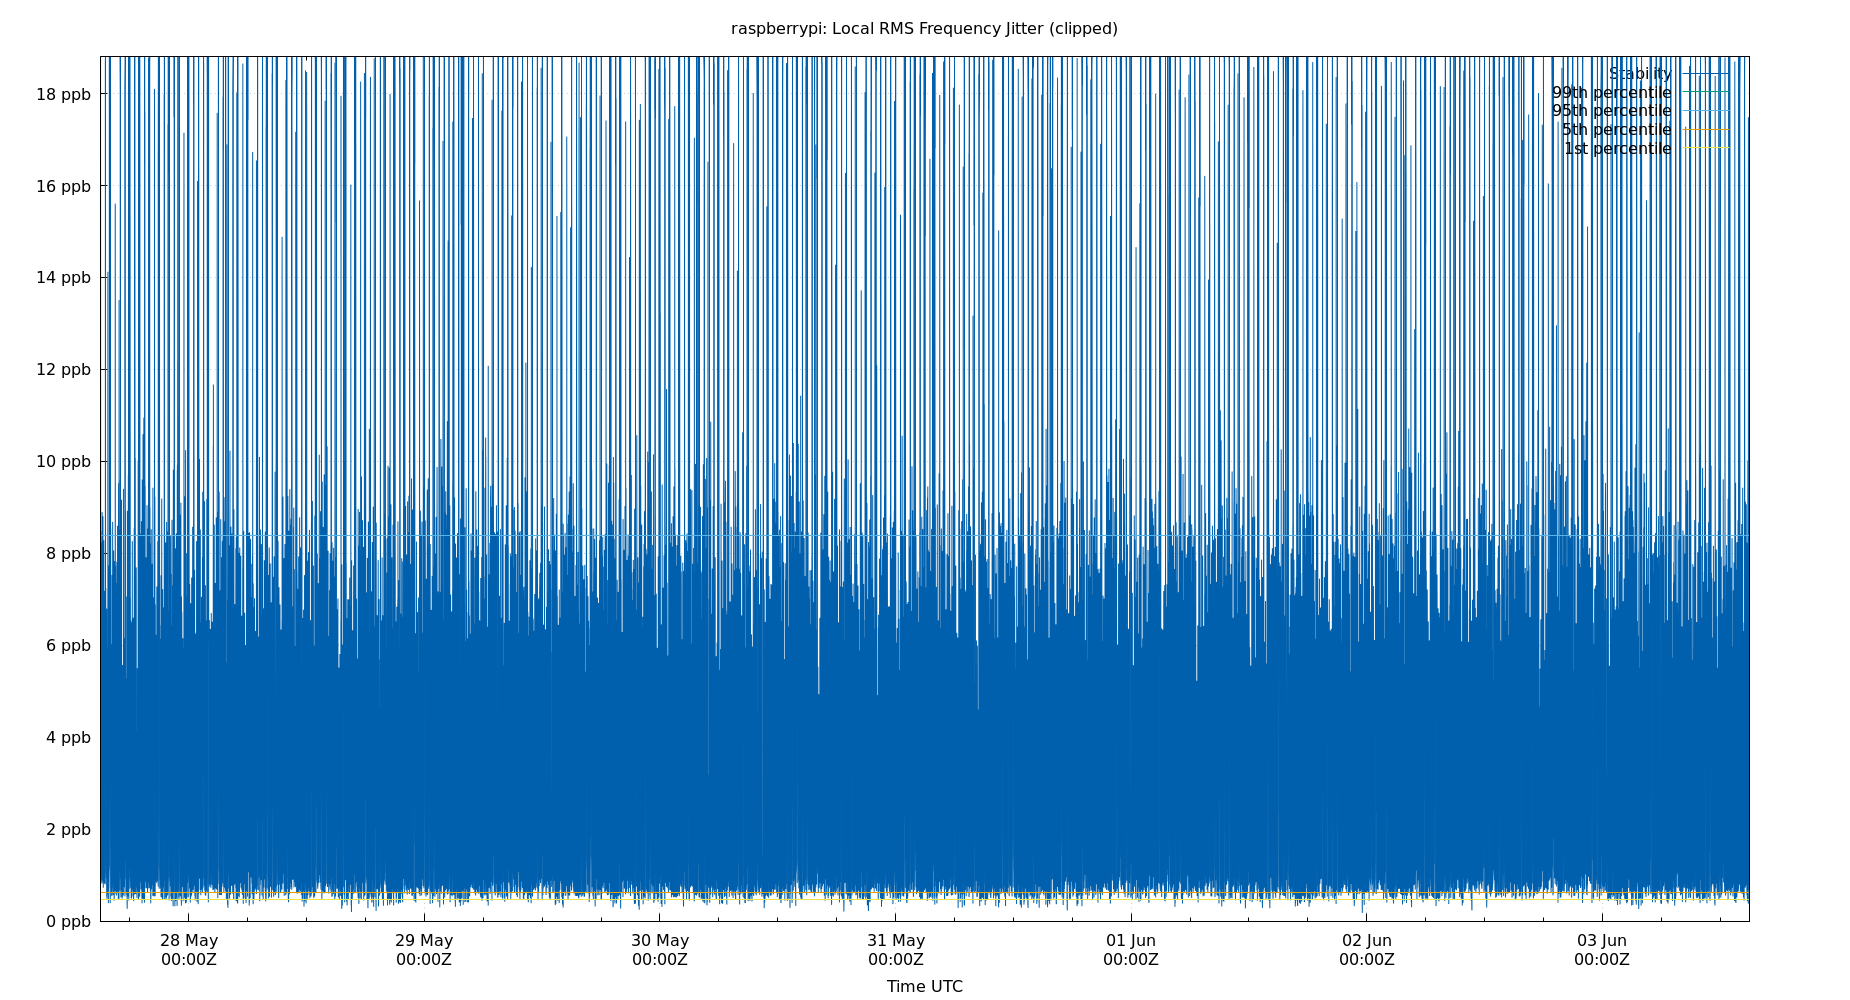 raspberrypi: Local RMS Frequency Jitter (clipped)
18 ppb
16 ppb
14 ppb
12 ppb
10 ppb
8 ppb
6 ppb
4 ppb
2 ppb
0 ppb
Stability
99th percentile
95th percentile
5th percentile
1st percentile
28 May 29 May 30 May 31 May 01 Jun 02 Jun 03 Jun
00:00Z 00:00Z 00:00Z 00:00Z 00:00Z 00:00Z 00:00Z
Time UTC